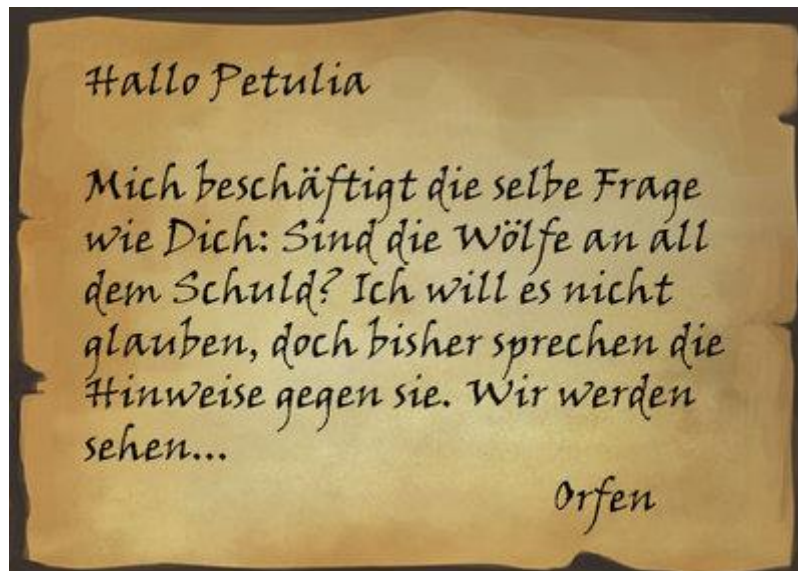 Hallo Petulia
Mich beschäftigt die selbe Frage
wie Dich: Sind die Wölfe an all
dem Schuld? Ich will es nicht
glauben, doch bisher sprechen die
Hinweise gegen sie. Wir werden
sehen...
Orfen